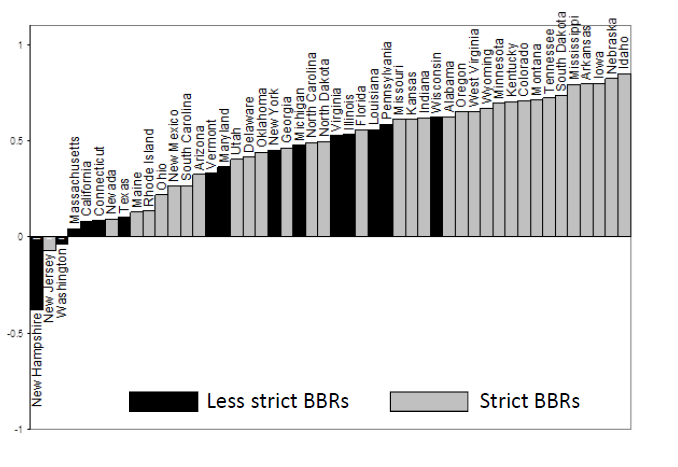 1
0.5
0
-0.5
-1
New Hampshire
New Jersey
Washington
Massachusetts
California
Connecticut
Nevada
Texas
Maine
Rhode Island
Ohio
New Mexico
South Carolina
Arizona
Vermont
Maryland
Utah
Delaware
Oklahoma
New York
Georgia
Michigan
North Carolina
North Dakota
Virginia
Illinois
Florida
Louisiana
Pennsylvania
Missouri
Kansas
Indiana
Wisconsin
Alabama
Oregon
West Virginia
Wyoming
Minnesota
Kentucky
Colorado
Montana
Tennessee
South Dakota
Mississippi
Arkansas
Iowa
Nebraska
Idaho
Less strict BBRs
Strict BBRs